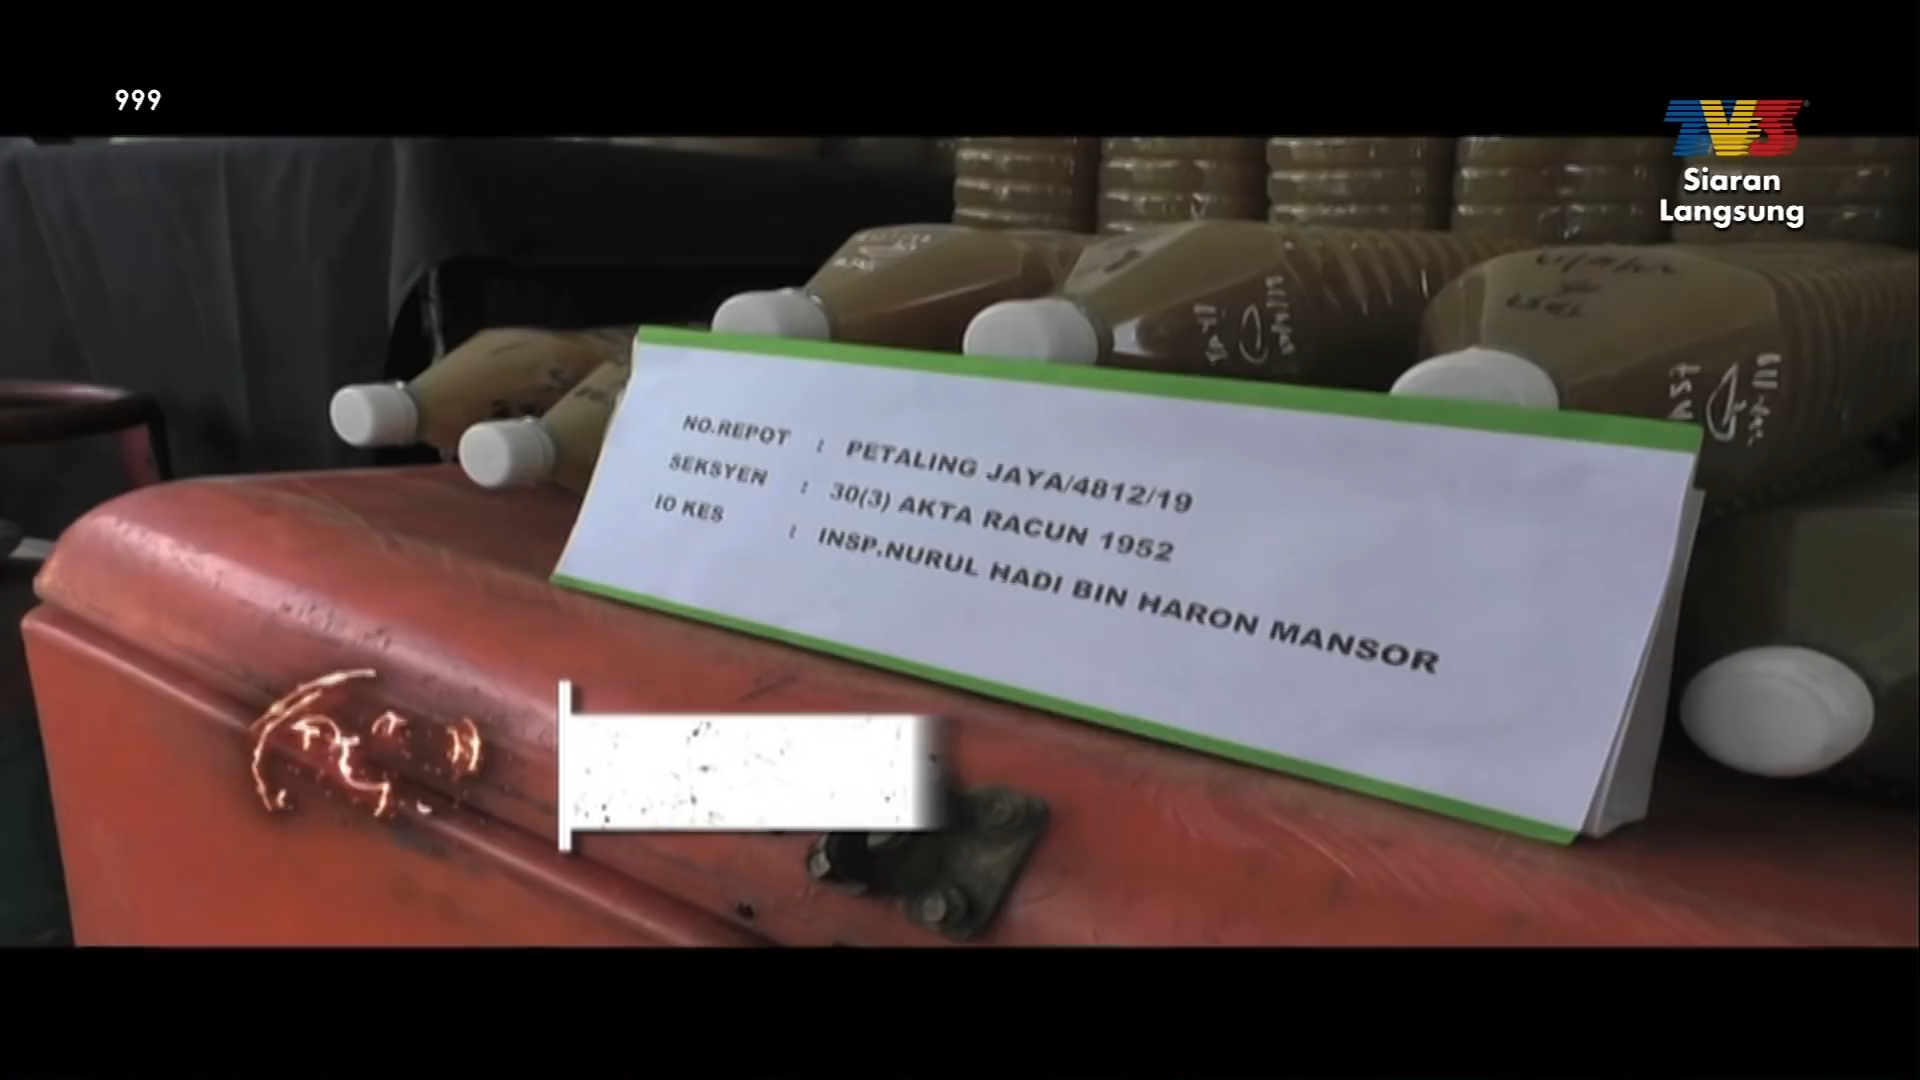 999
TV3
Siaran
Langsung
NO.REPOT : PETALING JAYA/4812/19
SEKSYEN : 30(3) AKTA RACUN 1952
IO KES : INSP.NURUL HADI BIN HARON MANSOR